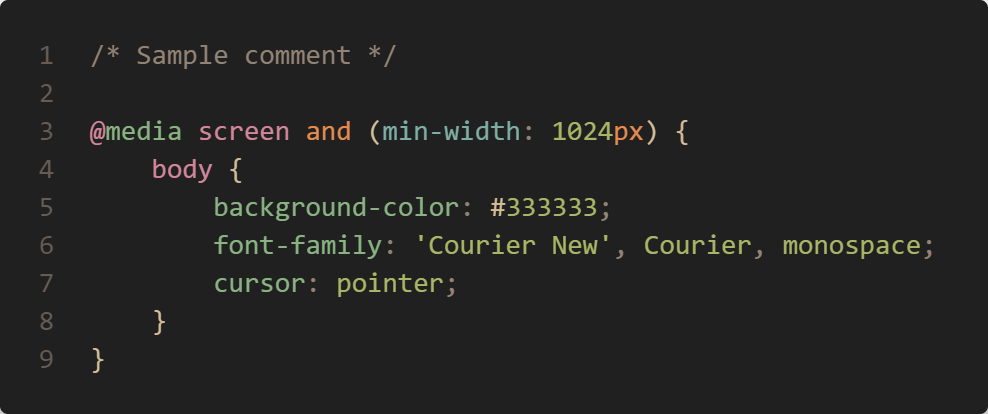 1 /* Sample comment */
2
3 @media screen and (min-width: 1024px) {
4     body {
5         background-color: #333333;
6         font-family: 'Courier New', Courier, monospace;
7         cursor: pointer;
8     }
9 }